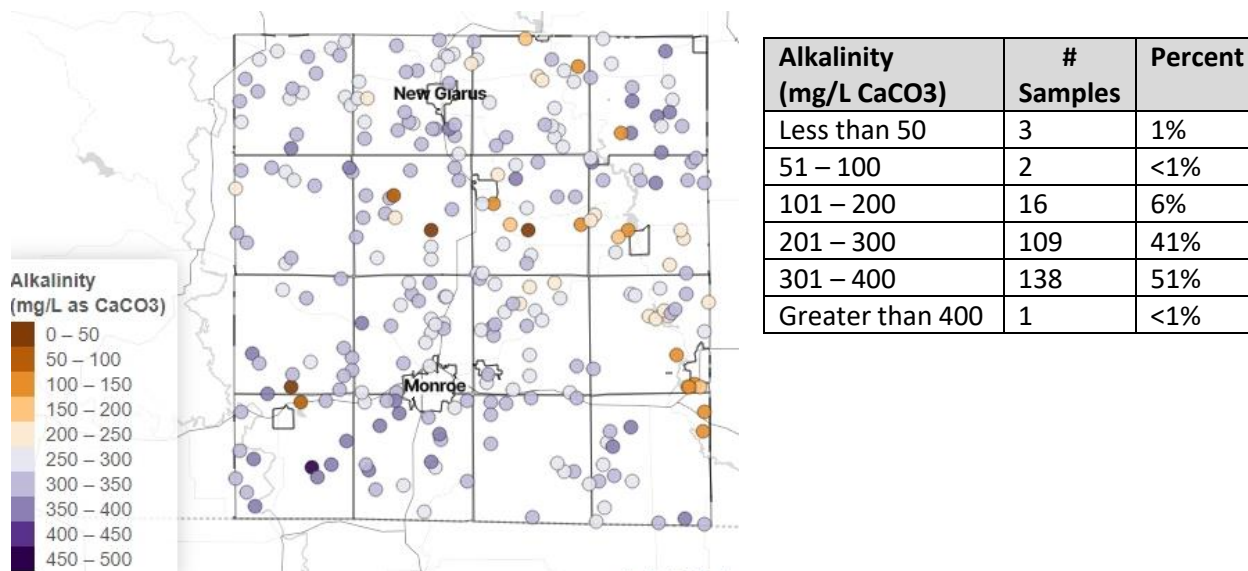 New Glarus
Monroe
Alkalinity
(mg/L as CaCO3)
0 – 50
50 – 100
100 – 150
150 – 200
200 – 250
250 – 300
300 – 350
350 – 400
400 – 450
450 – 500
Alkalinity (mg/L CaCO3) # Samples Percent
Less than 50 3 1%
51 – 100 2 <1%
101 – 200 16 6%
201 – 300 109 41%
301 – 400 138 51%
Greater than 400 1 <1%